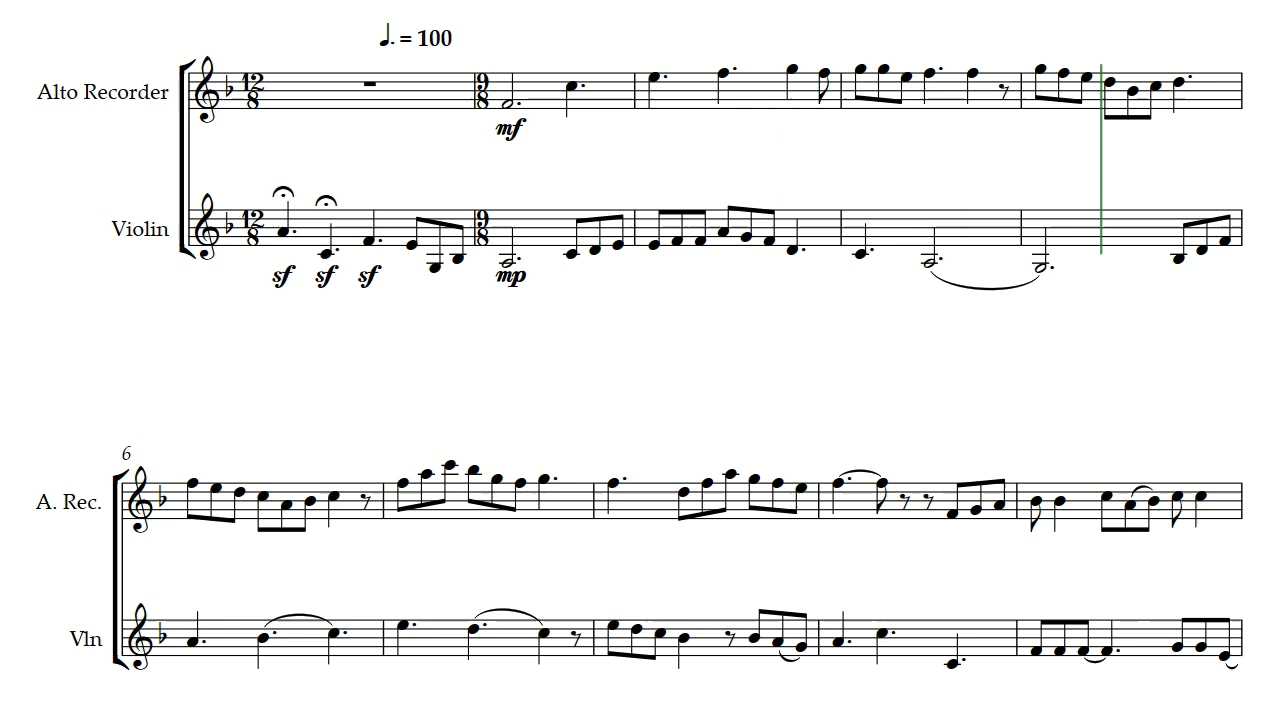 ♩. = 100
Alto Recorder 12 8 9 8
mf
Violin 12 8 9 8
sf sf sf mp
6
A. Rec.
Vln